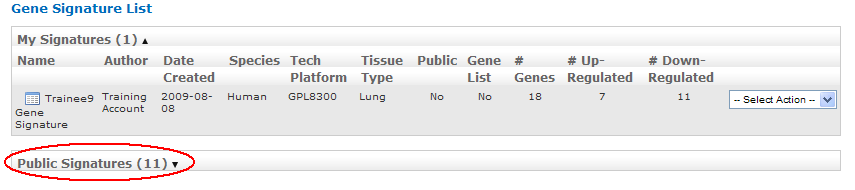 Gene Signature List
My Signatures (1) ▲
Name Author Date Created Species Tech Platform Tissue Type Public Gene List # Genes # Up-Regulated # Down-Regulated
Trainee9 Gene Signature Training Account 2009-08-08 Human GPL8300 Lung No No 18 7 11 -- Select Action --
Public Signatures (11) ▼